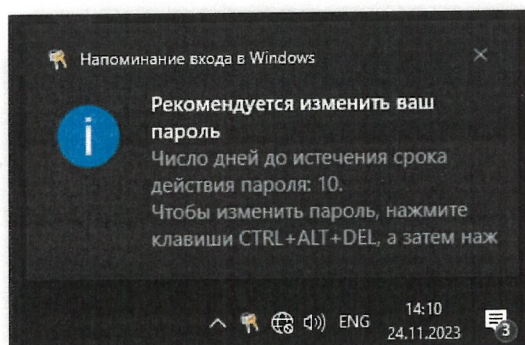 Напоминание входа в Windows
Рекомендуется изменить ваш
пароль
Число дней до истечения срока
действия пароля: 10.
Чтобы изменить пароль, нажмите
клавиши CTRL+ALT+DEL, а затем наж
ENG
14:10
24.11.2023
3